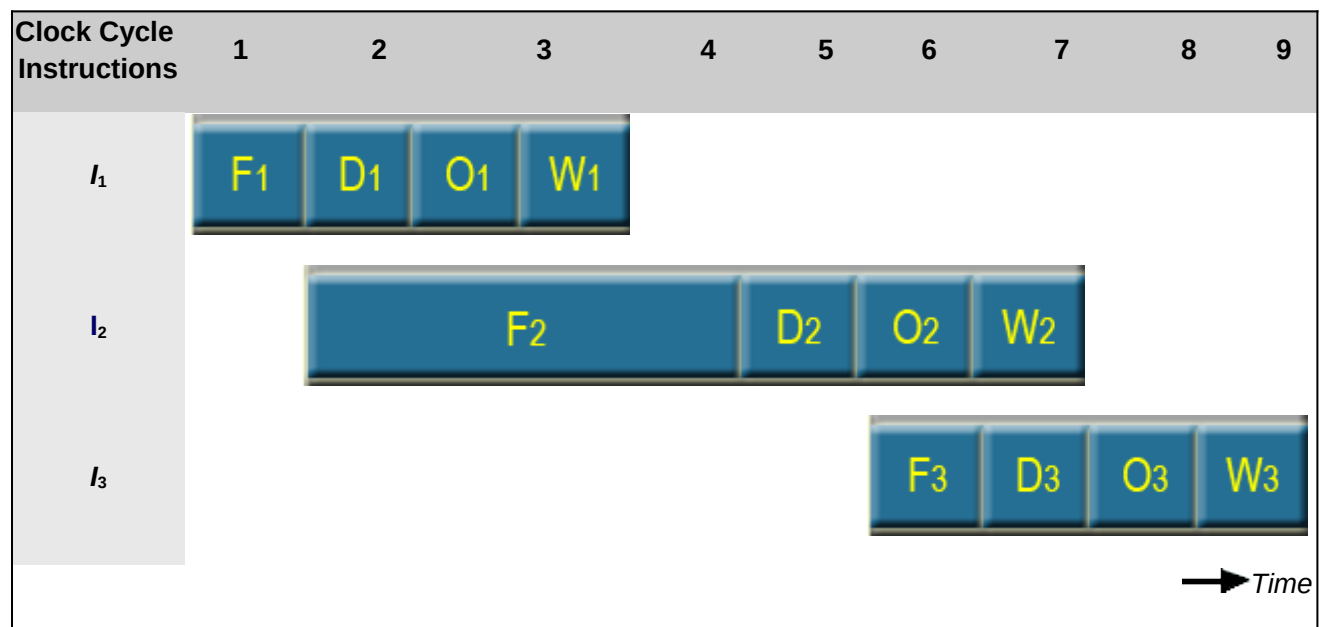 Clock Cycle
Instructions 1 2 3 4 5 6 7 8 9
I1 F1 D1 O1 W1
I2 F2 D2 O2 W2
I3 F3 D3 O3 W3
Time